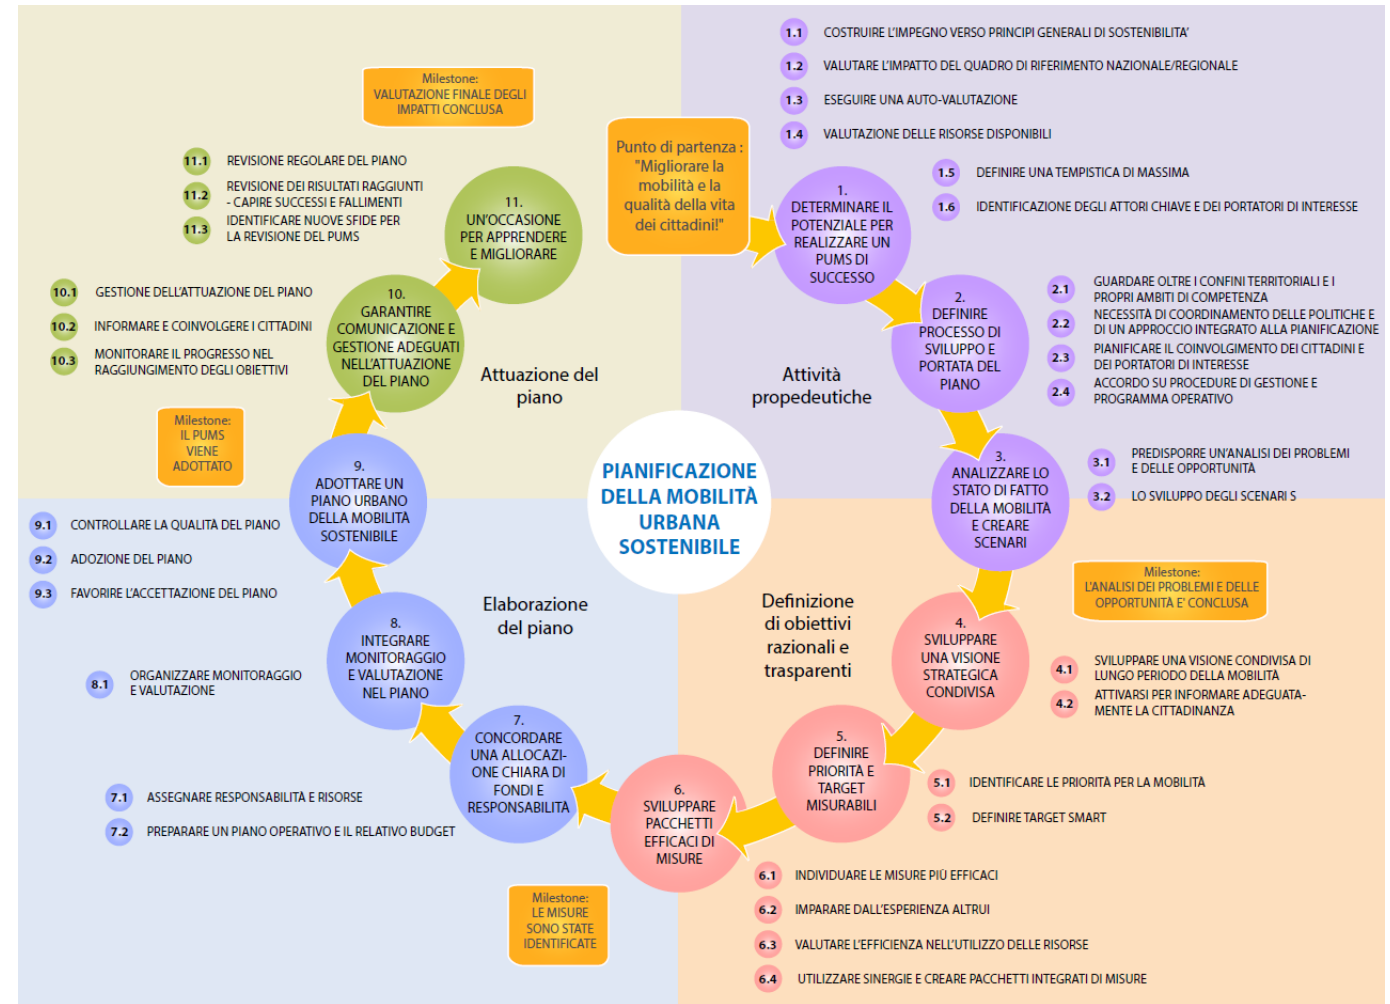 PIANIFICAZIONE
DELLA MOBILITÀ
URBANA
SOSTENIBILE
Punto di partenza :
"Migliorare la
mobilità e la
qualità della vita
dei cittadini!"
Attività
propedeutiche
1.
DETERMINARE IL
POTENZIALE PER
REALIZZARE UN
PUMS DI
SUCCESSO
1.1 COSTRUIRE L'IMPEGNO VERSO PRINCIPI GENERALI DI SOSTENIBILITA'
1.2 VALUTARE L'IMPATTO DEL QUADRO DI RIFERIMENTO NAZIONALE/REGIONALE
1.3 ESEGUIRE UNA AUTO-VALUTAZIONE
1.4 VALUTAZIONE DELLE RISORSE DISPONIBILI
1.5 DEFINIRE UNA TEMPISTICA DI MASSIMA
1.6 IDENTIFICAZIONE DEGLI ATTORI CHIAVE E DEI PORTATORI DI INTERESSE
2.
DEFINIRE
PROCESSO DI
SVILUPPO E
PORTATA DEL
PIANO
2.1 GUARDARE OLTRE I CONFINI TERRITORIALI E I
PROPRI AMBITI DI COMPETENZA
2.2 NECESSITÀ DI COORDINAMENTO DELLE POLITICHE E
DI UN APPROCCIO INTEGRATO ALLA PIANIFICAZIONE
2.3 PIANIFICARE IL COINVOLGIMENTO DEI CITTADINI E
DEI PORTATORI DI INTERESSE
2.4 ACCORDO SU PROCEDURE DI GESTIONE E
PROGRAMMA OPERATIVO
3.
ANALIZZARE LO
STATO DI FATTO
DELLA MOBILITÀ
E CREARE
SCENARI
3.1 PREDISPORRE UN'ANALISI DEI PROBLEMI
E DELLE OPPORTUNITÀ
3.2 LO SVILUPPO DEGLI SCENARI S
Milestone:
L'ANALISI DEI PROBLEMI E DELLE
OPPORTUNITÀ E' CONCLUSA
Definizione
di obiettivi
razionali e
trasparenti
4.
SVILUPPARE
UNA VISIONE
STRATEGICA
CONDIVISA
4.1 SVILUPPARE UNA VISIONE CONDIVISA DI
LUNGO PERIODO DELLA MOBILITÀ
4.2 ATTIVARSI PER INFORMARE ADEGUATA-
MENTE LA CITTADINANZA
5.
DEFINIRE
PRIORITÀ E
TARGET
MISURABILI
5.1 IDENTIFICARE LE PRIORITÀ PER LA MOBILITÀ
5.2 DEFINIRE TARGET SMART
6.
SVILUPPARE
PACCHETTI
EFFICACI DI
MISURE
6.1 INDIVIDUARE LE MISURE PIÙ EFFICACI
6.2 IMPARARE DALL'ESPERIENZA ALTRUI
6.3 VALUTARE L'EFFICIENZA NELL'UTILIZZO DELLE RISORSE
6.4 UTILIZZARE SINERGIE E CREARE PACCHETTI INTEGRATI DI MISURE
Milestone:
LE MISURE
SONO STATE
IDENTIFICATE
Elaborazione
del piano
7.
CONCORDARE
UNA ALLOCAZI-
ONE CHIARA DI
FONDI E
RESPONSABILITÀ
7.1 ASSEGNARE RESPONSABILITÀ E RISORSE
7.2 PREPARARE UN PIANO OPERATIVO E IL RELATIVO BUDGET
8.
INTEGRARE
MONITORAGGIO
E VALUTAZIONE
NEL PIANO
8.1 ORGANIZZARE MONITORAGGIO
E VALUTAZIONE
9.
ADOTTARE UN
PIANO URBANO
DELLA MOBILITÀ
SOSTENIBILE
9.1 CONTROLLARE LA QUALITÀ DEL PIANO
9.2 ADOZIONE DEL PIANO
9.3 FAVORIRE L'ACCETTAZIONE DEL PIANO
Milestone:
IL PUMS
VIENE
ADOTTATO
Attuazione del
piano
10.
GARANTIRE
COMUNICAZIONE E
GESTIONE ADEGUATI
NELL'ATTUAZIONE
DEL PIANO
10.1 GESTIONE DELL'ATTUAZIONE DEL PIANO
10.2 INFORMARE E COINVOLGERE I CITTADINI
10.3 MONITORARE IL PROGRESSO NEL
RAGGIUNGIMENTO DEGLI OBIETTIVI
11.
UN'OCCASIONE
PER APPRENDERE
E MIGLIORARE
11.1 REVISIONE REGOLARE DEL PIANO
11.2 REVISIONE DEI RISULTATI RAGGIUNTI
- CAPIRE SUCCESSI E FALLIMENTI
11.3 IDENTIFICARE NUOVE SFIDE PER
LA REVISIONE DEL PUMS
Milestone:
VALUTAZIONE FINALE DEGLI
IMPATTI CONCLUSA